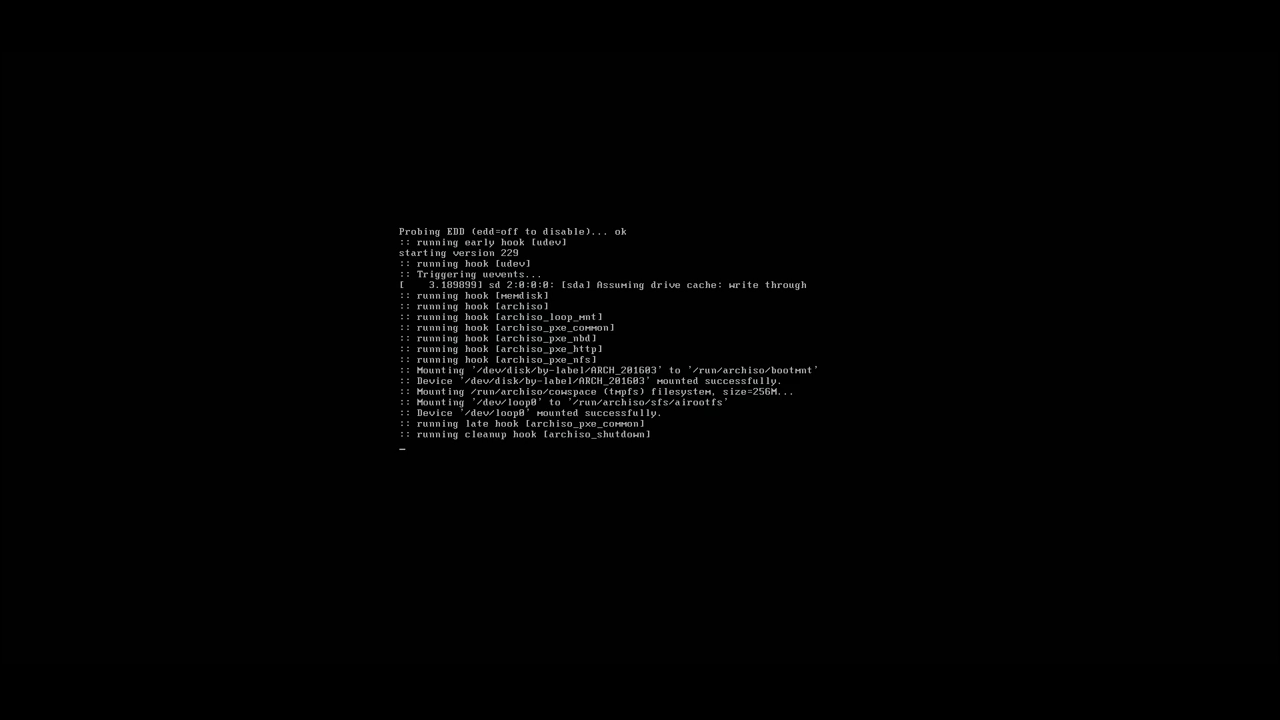 Probing EDD (edd=off to disable)... ok
:: running early hook [udev]
starting version 229
:: running hook [udev]
:: Triggering uevents...
[    3.189899] sd 2:0:0:0: [sda] Assuming drive cache: write through
:: running hook [memdisk]
:: running hook [archiso]
:: running hook [archiso_loop_mnt]
:: running hook [archiso_pxe_common]
:: running hook [archiso_pxe_nbd]
:: running hook [archiso_pxe_http]
:: running hook [archiso_pxe_nfs]
:: Mounting '/dev/disk/by-label/ARCH_201603' to '/run/archiso/bootmnt'
:: Device '/dev/disk/by-label/ARCH_201603' mounted successfully.
:: Mounting /run/archiso/cowspace (tmpfs) filesystem, size=256M...
:: Mounting '/dev/loop0' to '/run/archiso/sfs/airootfs'
:: Device '/dev/loop0' mounted successfully.
:: running late hook [archiso_pxe_common]
:: running cleanup hook [archiso_shutdown]
_